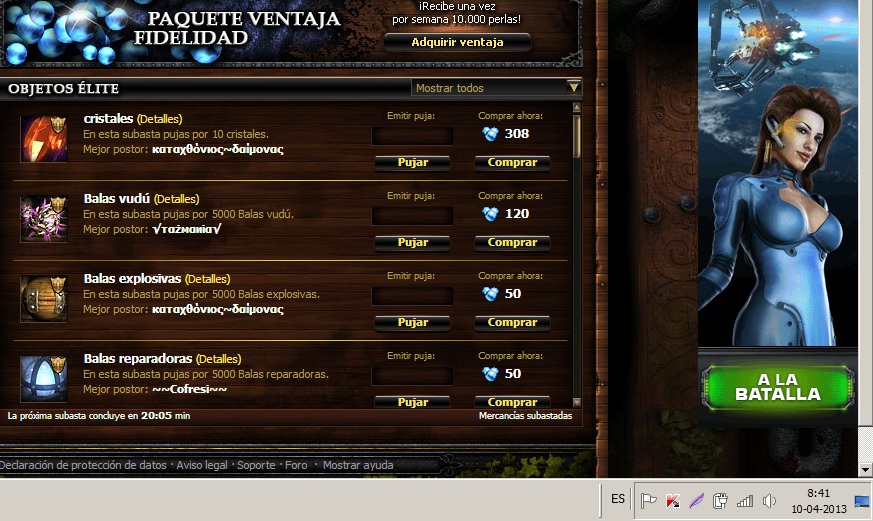 PAQUETE VENTAJA
FIDELIDAD
¡Recibe una vez
por semana 10.000 perlas!
Adquirir ventaja
OBJETOS ÉLITE
Mostrar todos
cristales (Detalles)
En esta subasta pujas por 10 cristales.
Mejor postor: καταχθόνιος~δαίμονας
Emitir puja:
Pujar
Comprar ahora:
308
Comprar
Balas vudú (Detalles)
En esta subasta pujas por 5000 Balas vudú.
Mejor postor: √ταzмαиία√
Emitir puja:
Pujar
Comprar ahora:
120
Comprar
Balas explosivas (Detalles)
En esta subasta pujas por 5000 Balas explosivas.
Mejor postor: καταχθόνιος~δαίμονας
Emitir puja:
Pujar
Comprar ahora:
50
Comprar
Balas reparadoras (Detalles)
En esta subasta pujas por 5000 Balas reparadoras.
Mejor postor: ~~Cofresi~~
Emitir puja:
Pujar
Comprar ahora:
50
Comprar
La próxima subasta concluye en 20:05 min
Mercancías subastadas
Declaración de protección de datos · Aviso legal · Soporte · Foro · Mostrar ayuda
A LA
BATALLA
ES
8:41
10-04-2013